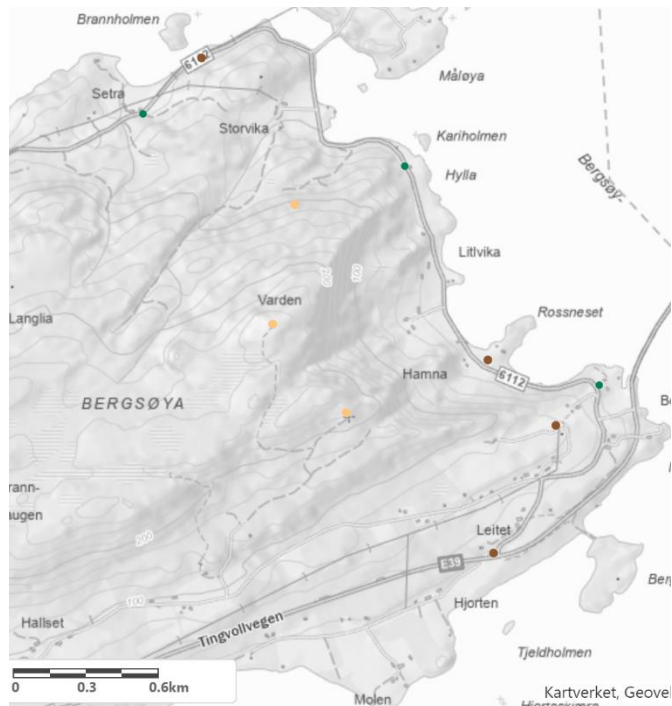 Brannholmen
6112
Måløya
Setra
Storvika
Kariholmen
Bergsøy-
Hylla
Litlvika
100
Varden
Langlia
Rossneset
Hamna
6112
BERGSØYA
augen
200
Leitet
E39
100
Hjorten
Hallset
Tingvollvegen
Tjeldholmen
0 0.3 0.6km
Molen
Kartverket, Geovel